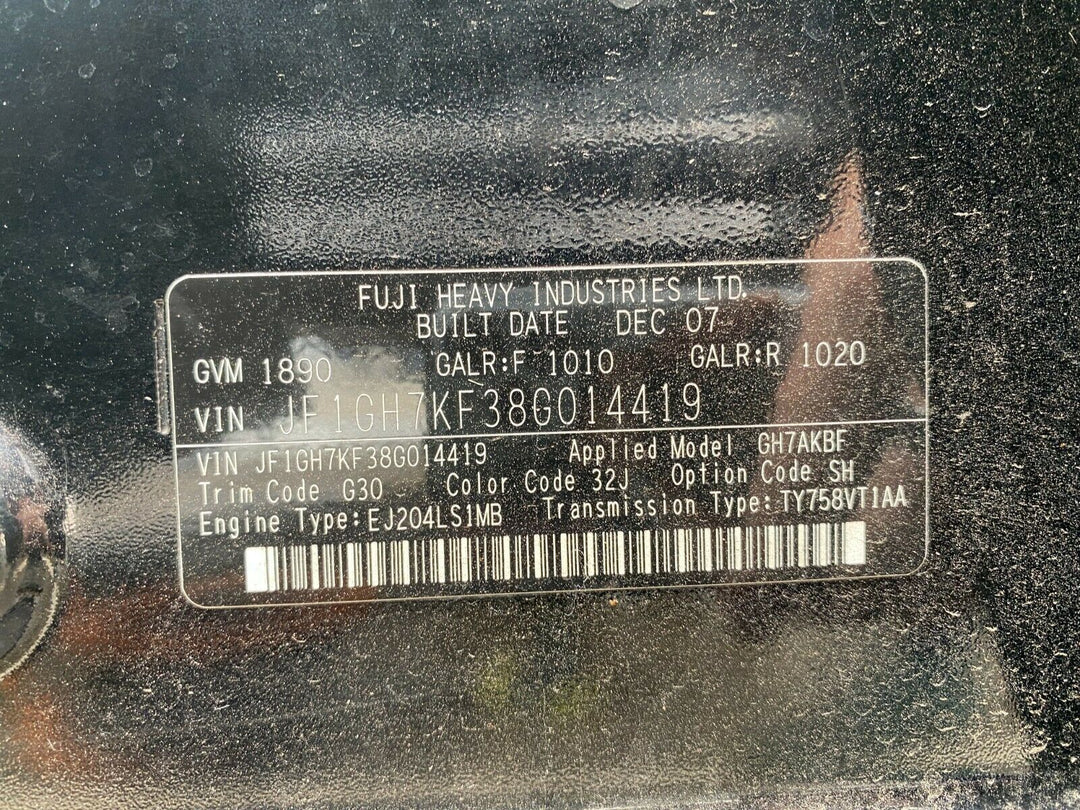 FUJI HEAVY INDUSTRIES LTD.
BUILT DATE DEC 07
GVM 1890 GALR:F 1010 GALR:R 1020
VIN JF1GH7KF38G014419
VIN JF1GH7KF38G014419 Applied Model GH7AKBF
Trim Code G30 Color Code 32J Option Code SH
Engine Type:EJ204LS1MB Transmission Type:TY758VT1AA